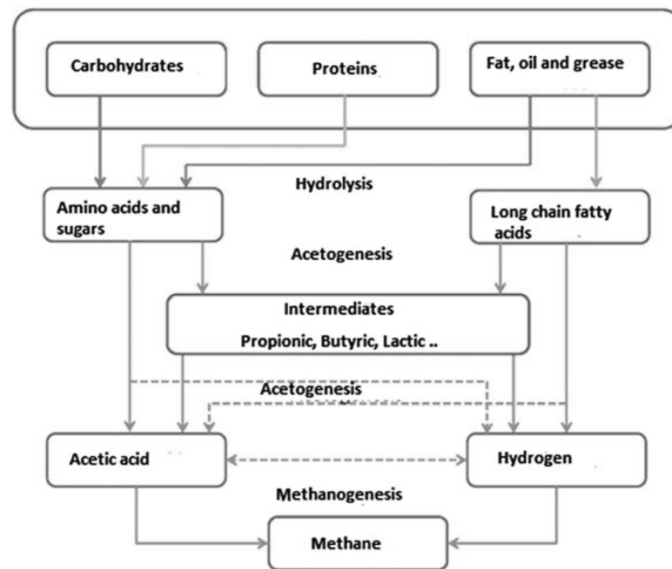 Carbohydrates
Proteins
Fat, oil and grease
Hydrolysis
Amino acids and
sugars
Long chain fatty
acids
Acetogenesis
Intermediates
Propionic, Butyric, Lactic ..
Acetogenesis
Acetic acid
Hydrogen
Methanogenesis
Methane